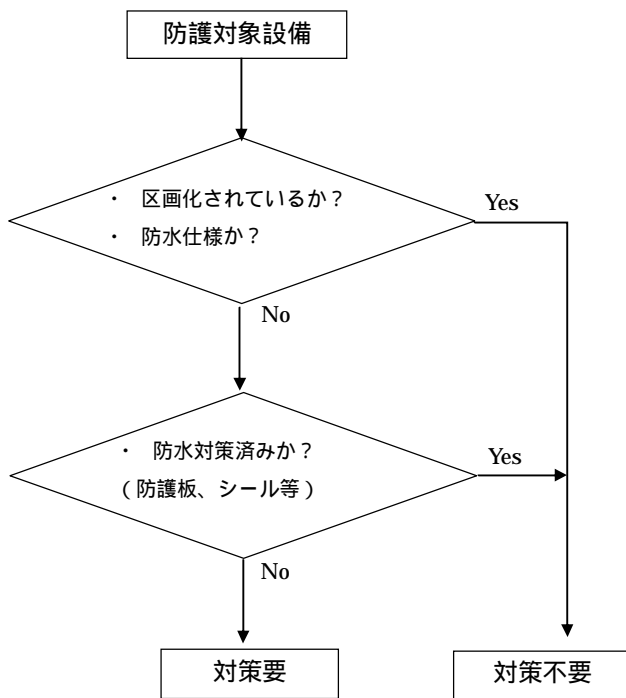 防護対象設備
・ 区画化されているか？
・ 防水仕様か？
Yes
No
・ 防水対策済みか？
（防護板、シール等）
Yes
No
対策要
対策不要